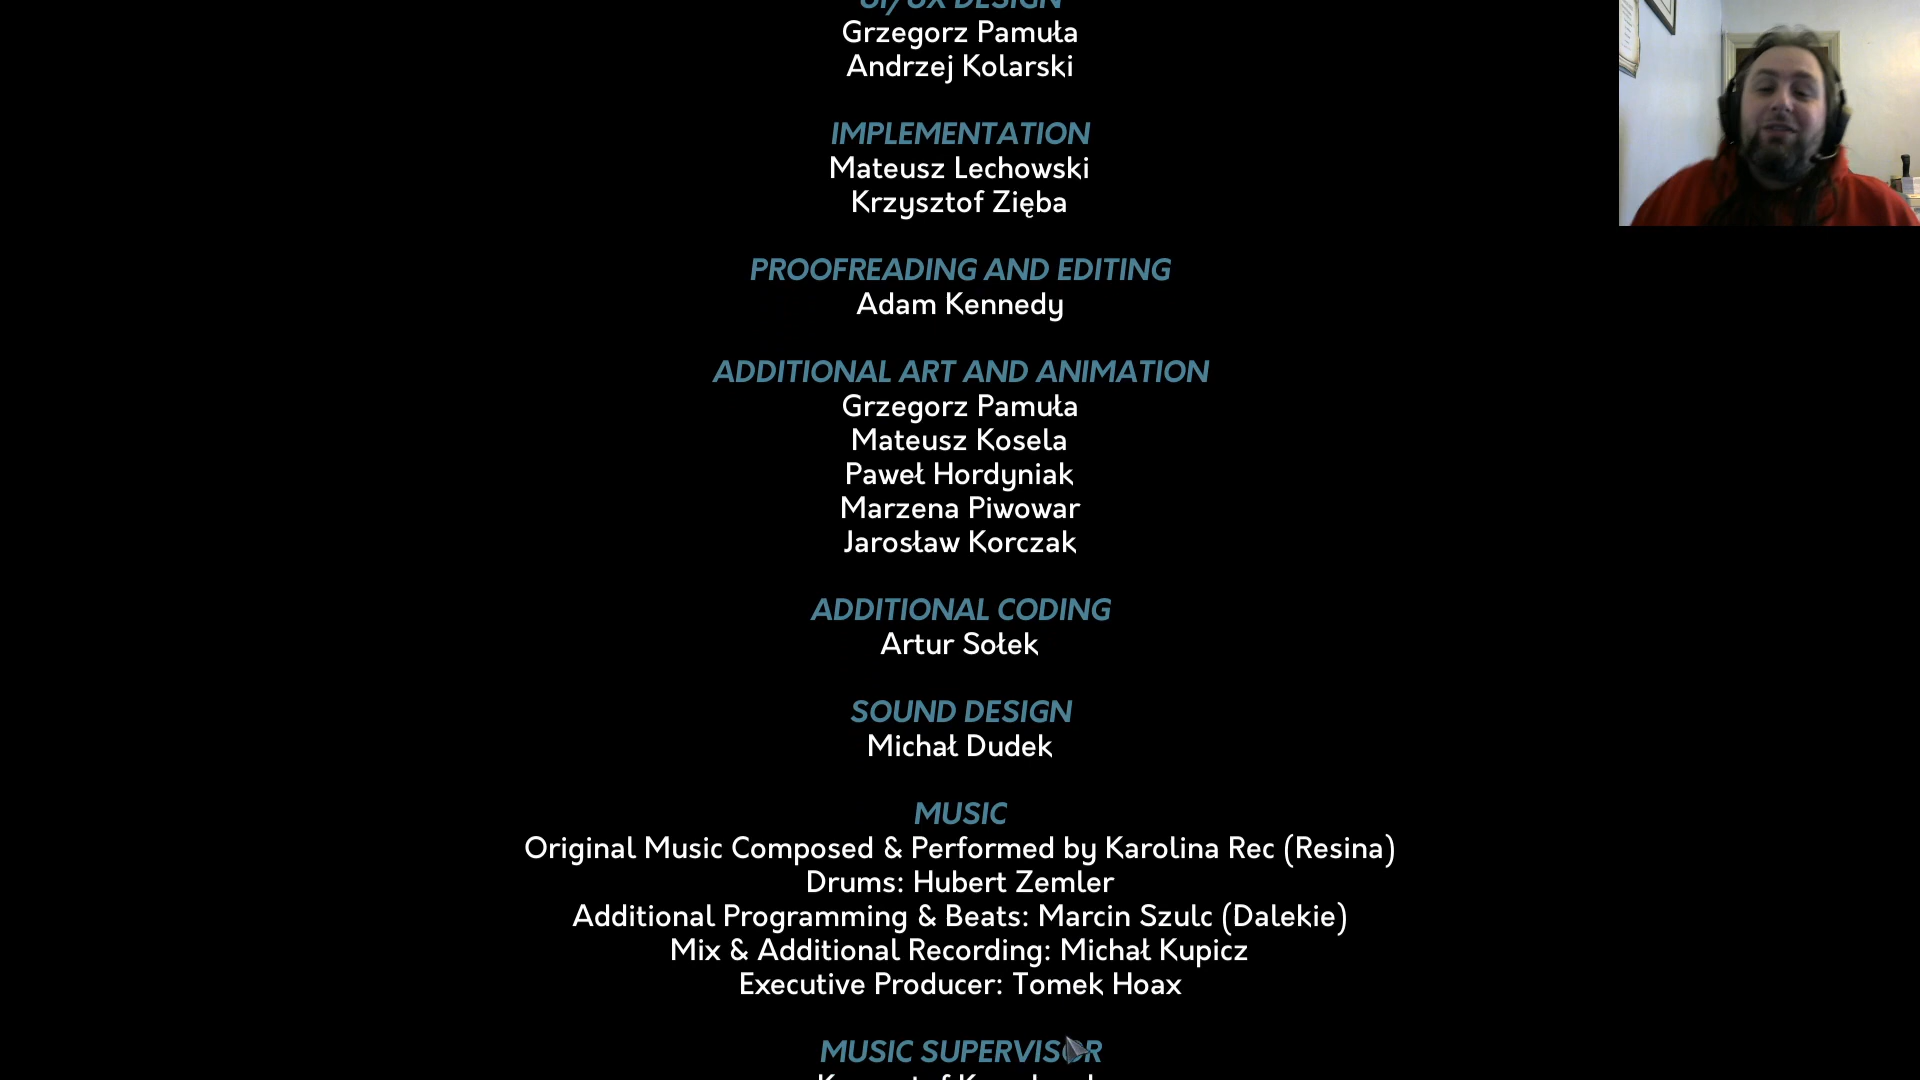 UI/UX DESIGN
Grzegorz Pamuła
Andrzej Kolarski
IMPLEMENTATION
Mateusz Lechowski
Krzysztof Zięba
PROOFREADING AND EDITING
Adam Kennedy
ADDITIONAL ART AND ANIMATION
Grzegorz Pamuła
Mateusz Kosela
Paweł Hordyniak
Marzena Piwowar
Jarosław Korczak
ADDITIONAL CODING
Artur Sołek
SOUND DESIGN
Michał Dudek
MUSIC
Original Music Composed & Performed by Karolina Rec (Resina)
Drums: Hubert Zemler
Additional Programming & Beats: Marcin Szulc (Dalekie)
Mix & Additional Recording: Michał Kupicz
Executive Producer: Tomek Hoax
MUSIC SUPERVISOR